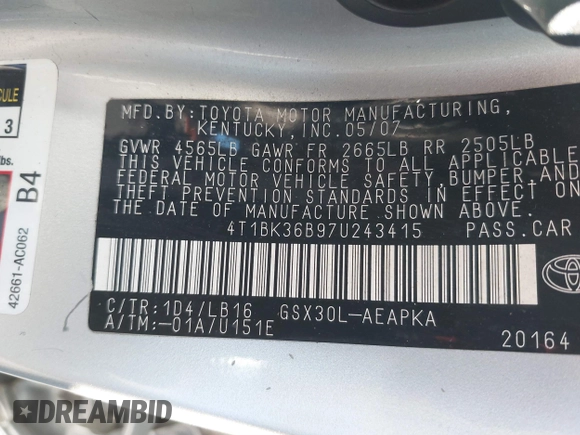 MFD.BY:TOYOTA MOTOR MANUFACTURING,
KENTUCKY, INC.05/07
GVWR 4565LB GAWR FR 2665LB RR 2505LB
THIS VEHICLE CONFORMS TO ALL APPLICABLE
FEDERAL MOTOR VEHICLE SAFETY, BUMPER AND
THEFT PREVENTION STANDARDS IN EFFECT ON
THE DATE OF MANUFACTURE SHOWN ABOVE.
4T1BK36B97U243415 PASS.CAR
C/TR:1D4/LB16 GSX30L-AEAPKA
A/TM:-01A/U151E
20164
3
lbs.
B4
42661-AC062
TOYOTA
DREAMBID